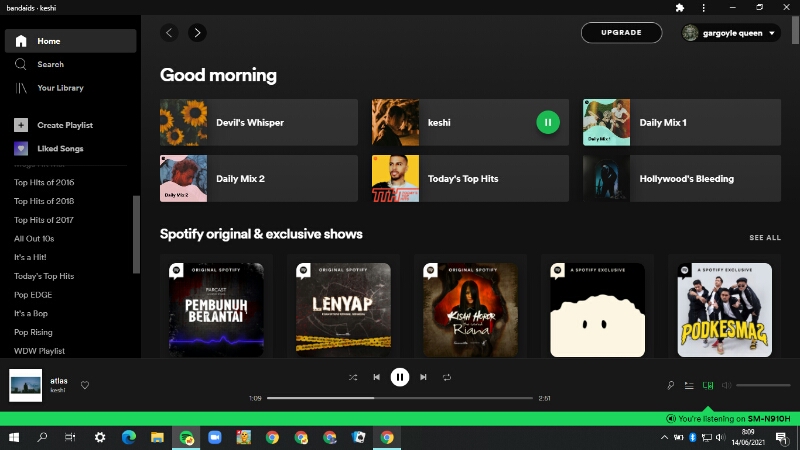 bandaids · keshi
Home
Search
Your Library
Create Playlist
Liked Songs
Top Hits of 2016
Top Hits of 2018
Top Hits of 2017
All Out 10s
It's a Hit!
Today's Top Hits
Pop EDGE
It's a Bop
Pop Rising
WDW Playlist
UPGRADE
gargoyle queen
Good morning
Devil's Whisper
keshi
Daily Mix 1
Daily Mix 1
Daily Mix 2
Daily Mix 2
Today's Top Hits
Hollywood's Bleeding
Spotify original & exclusive shows
SEE ALL
ORIGINAL SPOTIFY
PARCAST
PEMBUNUH
BERANTAI
ORIGINAL SPOTIFY
LENYAP
ORIGINAL SPOTIFY
KISAH HOROR
Riana
A SPOTIFY EXCLUSIVE
A SPOTIFY EXCLUSIVE
PODKESMAS
atlas
keshi
1:09
2:51
You're listening on SM-N910H
8:09
14/06/2021